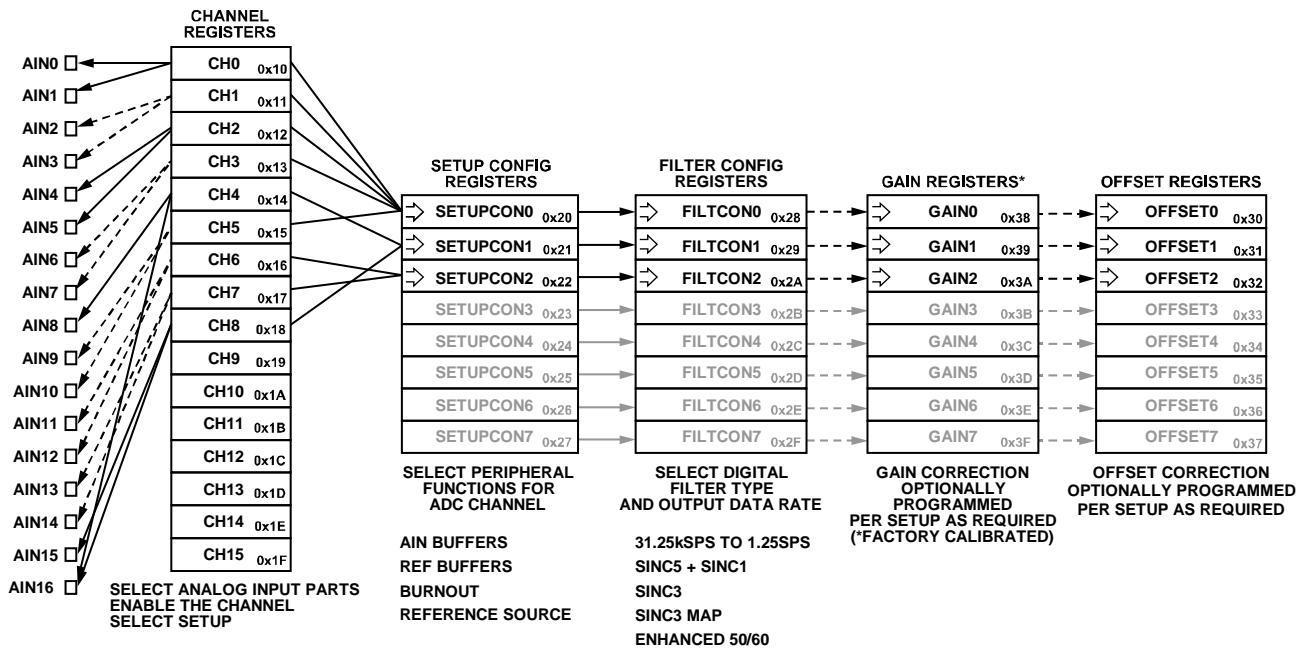 CHANNEL
REGISTERS
AIN0
AIN1
AIN2
AIN3
AIN4
AIN5
AIN6
AIN7
AIN8
AIN9
AIN10
AIN11
AIN12
AIN13
AIN14
AIN15
AIN16
CH0 0x10
CH1 0x11
CH2 0x12
CH3 0x13
CH4 0x14
CH5 0x15
CH6 0x16
CH7 0x17
CH8 0x18
CH9 0x19
CH10 0x1A
CH11 0x1B
CH12 0x1C
CH13 0x1D
CH14 0x1E
CH15 0x1F
SELECT ANALOG INPUT PARTS
ENABLE THE CHANNEL
SELECT SETUP
SETUP CONFIG
REGISTERS
SETUPCON0 0x20
SETUPCON1 0x21
SETUPCON2 0x22
SETUPCON3 0x23
SETUPCON4 0x24
SETUPCON5 0x25
SETUPCON6 0x26
SETUPCON7 0x27
SELECT PERIPHERAL
FUNCTIONS FOR
ADC CHANNEL
AIN BUFFERS
REF BUFFERS
BURNOUT
REFERENCE SOURCE
FILTER CONFIG
REGISTERS
FILTCON0 0x28
FILTCON1 0x29
FILTCON2 0x2A
FILTCON3 0x2B
FILTCON4 0x2C
FILTCON5 0x2D
FILTCON6 0x2E
FILTCON7 0x2F
SELECT DIGITAL
FILTER TYPE
AND OUTPUT DATA RATE
31.25kSPS TO 1.25SPS
SINC5 + SINC1
SINC3
SINC3 MAP
ENHANCED 50/60
GAIN REGISTERS*
GAIN0 0x38
GAIN1 0x39
GAIN2 0x3A
GAIN3 0x3B
GAIN4 0x3C
GAIN5 0x3D
GAIN6 0x3E
GAIN7 0x3F
GAIN CORRECTION
OPTIONALLY
PROGRAMMED
PER SETUP AS REQUIRED
(*FACTORY CALIBRATED)
OFFSET REGISTERS
OFFSET0 0x30
OFFSET1 0x31
OFFSET2 0x32
OFFSET3 0x33
OFFSET4 0x34
OFFSET5 0x35
OFFSET6 0x36
OFFSET7 0x37
OFFSET CORRECTION
OPTIONALLY PROGRAMMED
PER SETUP AS REQUIRED